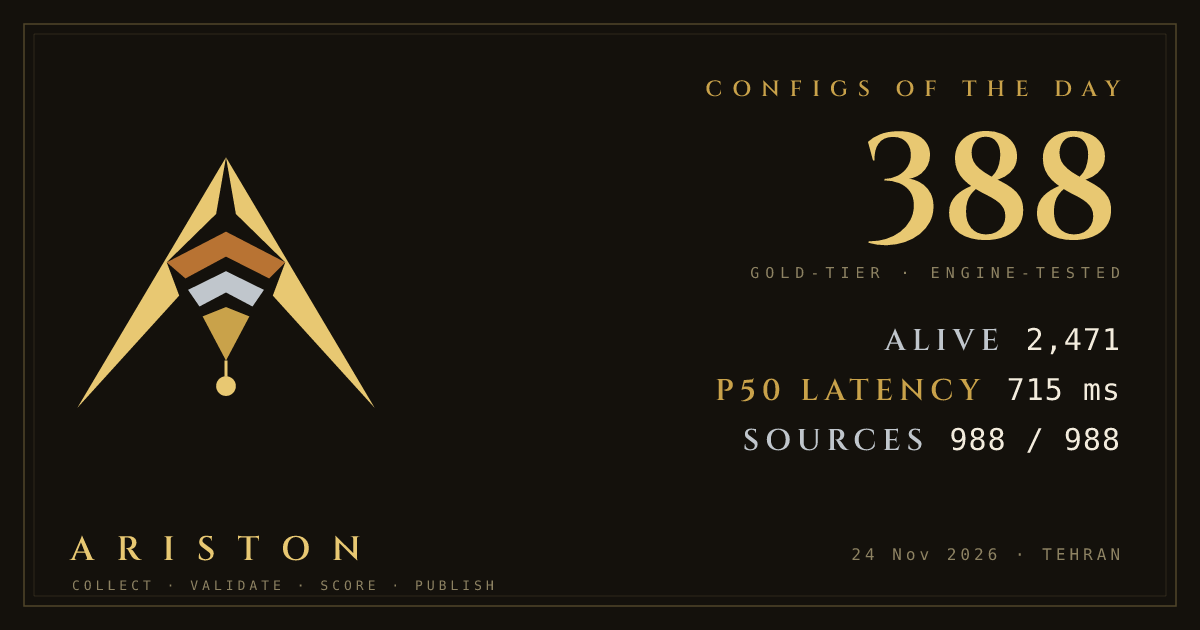 CONFIGS OF THE DAY
388
GOLD-TIER · ENGINE-TESTED
ALIVE 2,471
P50 LATENCY 715 ms
SOURCES 988 / 988
ARISTON
COLLECT · VALIDATE · SCORE · PUBLISH
24 Nov 2026 · TEHRAN